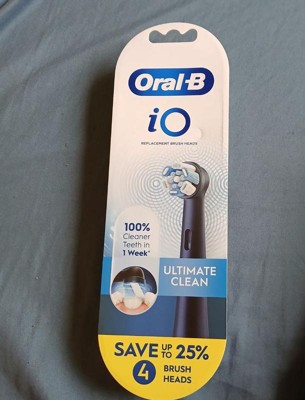 Oral-B
iO
REPLACEMENT BRUSH HEADS
100%
Cleaner
Teeth in
1 Week*
ULTIMATE
CLEAN
SAVE UP TO 25%
4 BRUSH
HEADS